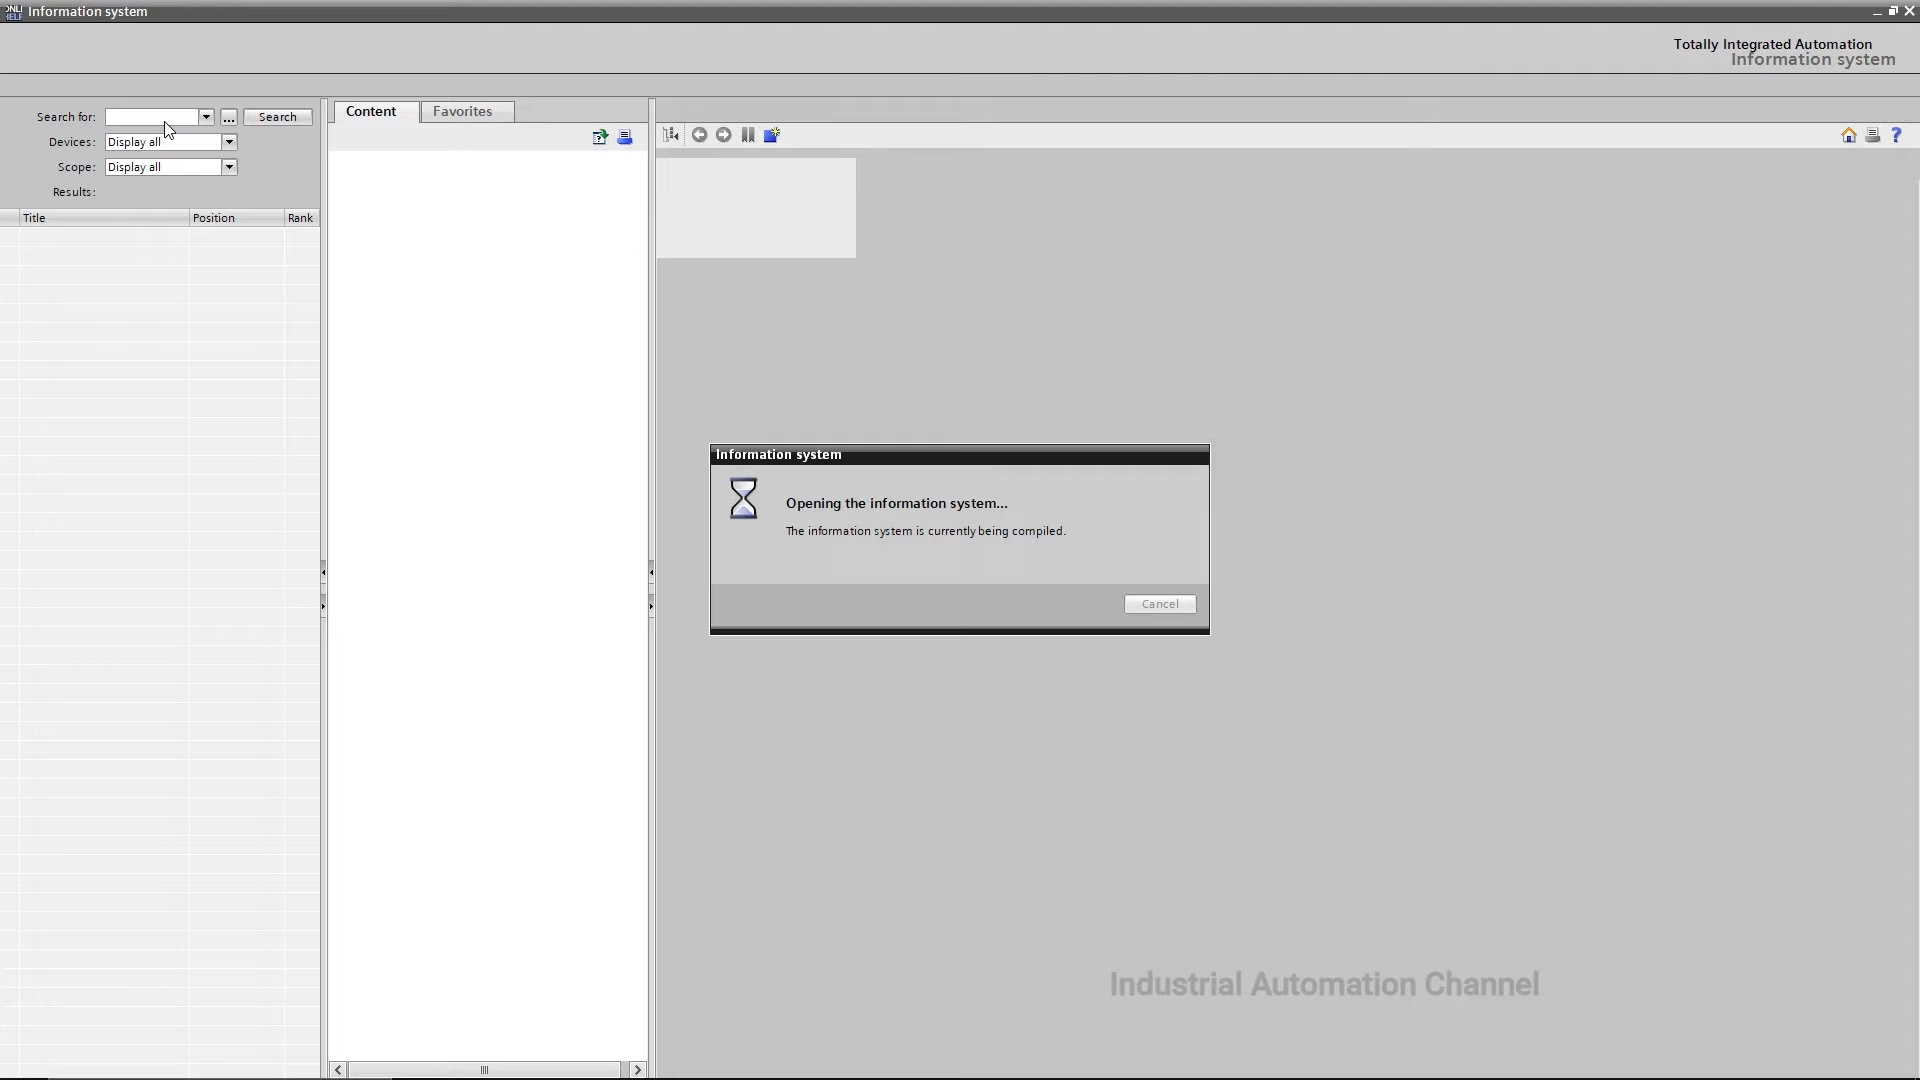 Information system
Totally Integrated Automation
Information system
Search for:
...
Search
Devices:
Display all
Scope:
Display all
Results:
Title
Position
Rank
Content
Favorites
Information system
Opening the information system...
The information system is currently being compiled.
Cancel
Industrial Automation Channel